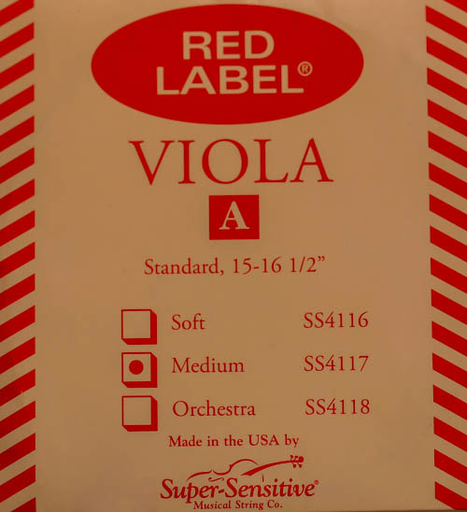 RED
LABEL®
VIOLA
A
Standard, 15-16 1/2"
Soft SS4116
Medium SS4117
Orchestra SS4118
Made in the USA by
Super-Sensitive®
Musical String Co.